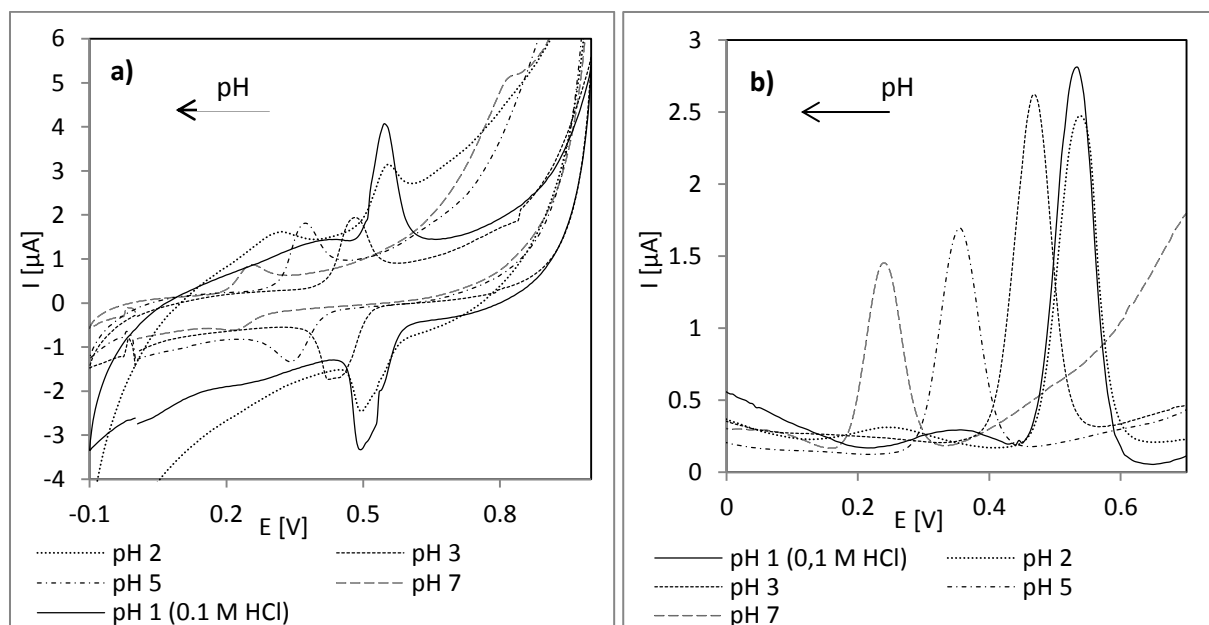 a)
pH
6
5
4
3
2
1
0
-1
-2
-3
-4
I [µA]
-0.1 0.2 0.5 0.8
E [V]
pH 2 pH 3
pH 5 pH 7
pH 1 (0.1 M HCl)
b)
pH
3
2.5
2
1.5
1
0.5
0
I [µA]
0 0.2 0.4 0.6
E [V]
pH 1 (0,1 M HCl) pH 2
pH 3 pH 5
pH 7